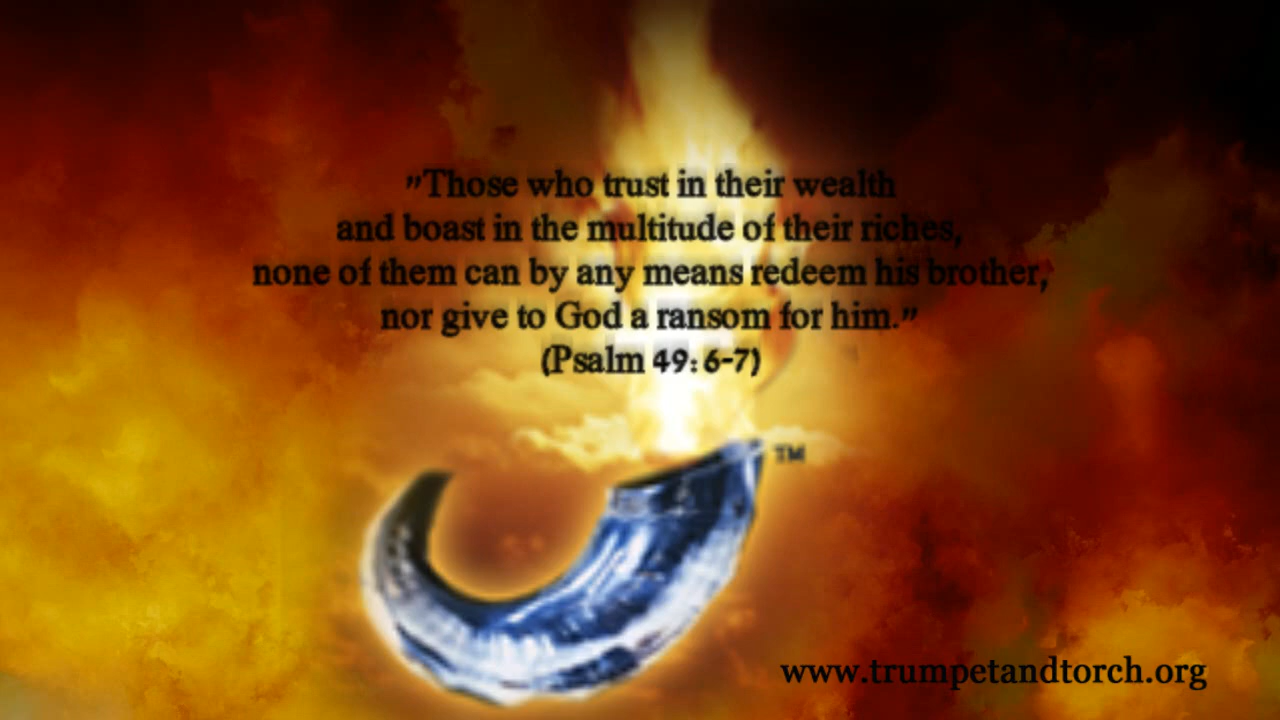 "Those who trust in their wealth
and boast in the multitude of their riches,
none of them can by any means redeem his brother,
nor give to God a ransom for him."
(Psalm 49:6-7)
TM
www.trumpetandtorch.org